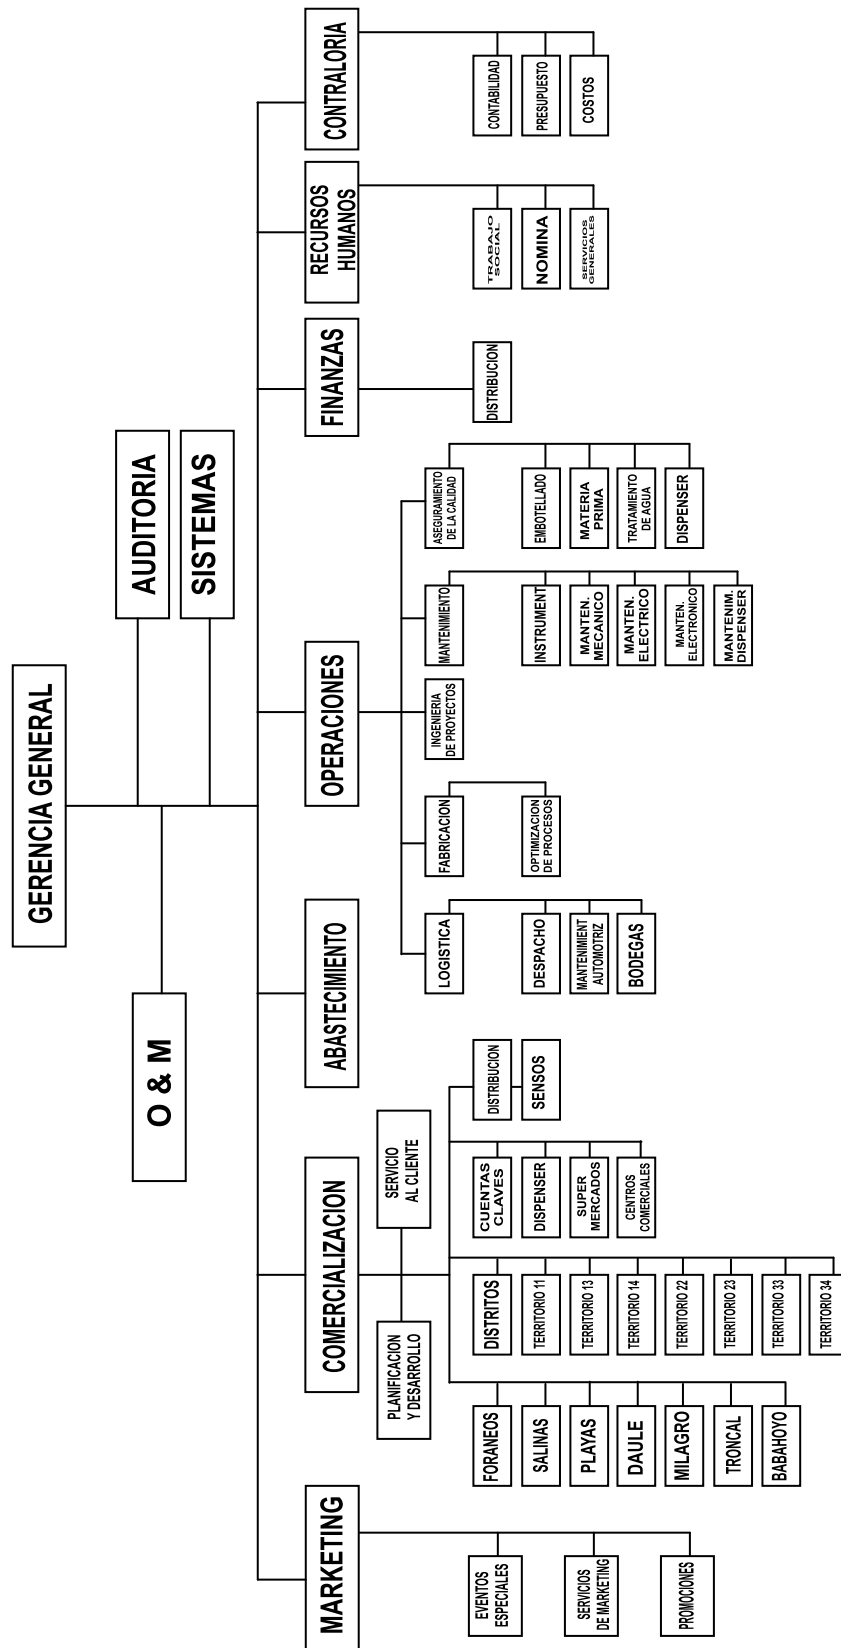 GERENCIA GENERAL
AUDITORIA
O & M
SISTEMAS
MARKETING
EVENTOS
ESPECIALES
SERVICIOS
DE MARKETING
PROMOCIONES
COMERCIALIZACION
PLANIFICACION
Y DESARROLLO
SERVICIO
AL CLIENTE
FORANEOS
SALINAS
PLAYAS
DAULE
MILAGRO
TRONCAL
BABAHOYO
DISTRITOS
TERRITORIO 11
TERRITORIO 13
TERRITORIO 14
TERRITORIO 22
TERRITORIO 23
TERRITORIO 33
TERRITORIO 34
CUENTAS
CLAVES
DISPENSER
SUPER
MERCADOS
CENTROS
COMERCIALES
DISTRIBUCION
SENSOS
ABASTECIMIENTO
OPERACIONES
LOGISTICA
DESPACHO
MANTENIMIENT
AUTOMOTRIZ
BODEGAS
FABRICACION
OPTIMIZACION
DE PROCESOS
INGENIERIA
DE PROYECTOS
MANTENIMIENTO
INSTRUMENT
MANTEN.
MECANICO
MANTEN.
ELECTRICO
MANTEN.
ELECTRONICO
MANTENIM.
DISPENSER
ASEGURAMIENTO
DE LA CALIDAD
EMBOTELLADO
MATERIA
PRIMA
TRATAMIENTO
DE AGUA
DISPENSER
FINANZAS
DISTRIBUCION
RECURSOS
HUMANOS
TRABAJO
SOCIAL
NOMINA
SERVICIOS
GENERALES
CONTRALORIA
CONTABILIDAD
PRESUPUESTO
COSTOS